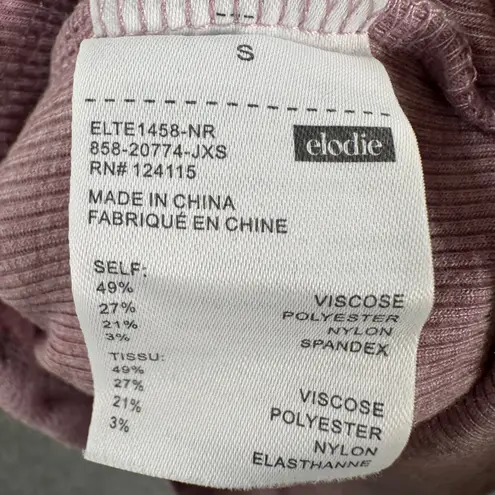 S
ELTE1458-NR
858-20774-JXS
elodie
RN# 124115
MADE IN CHINA
FABRIQUÉ EN CHINE
SELF:
49% VISCOSE
27% POLYESTER
21% NYLON
3% SPANDEX
TISSU:
49% VISCOSE
27% POLYESTER
21% NYLON
3% ELASTHANNE